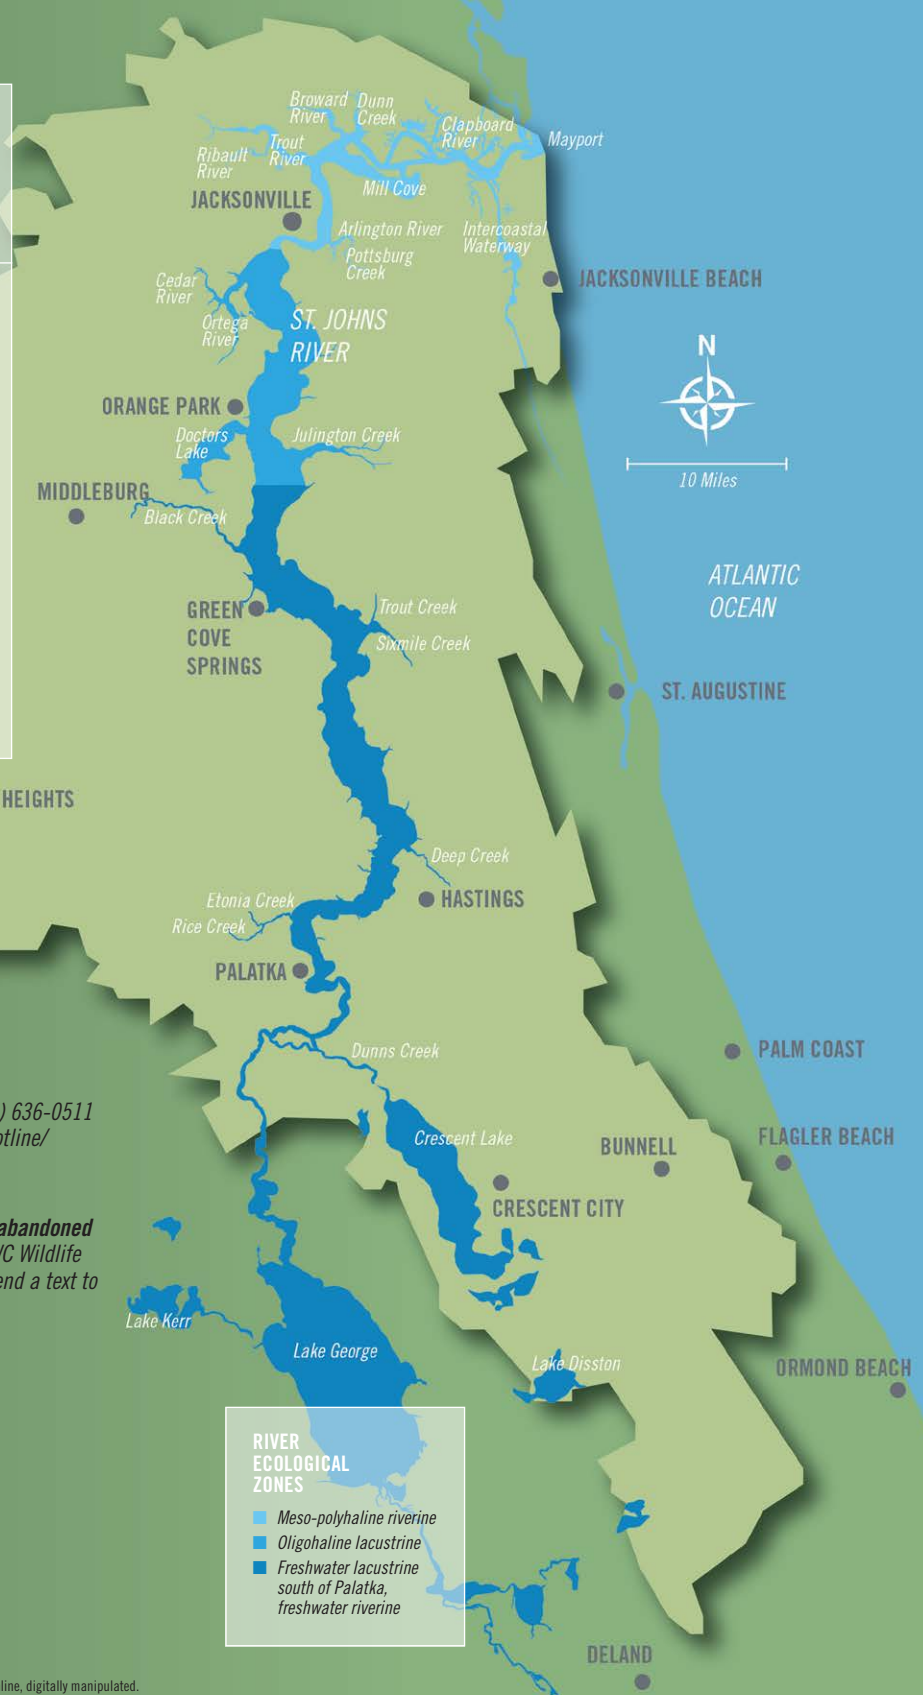 Broward
River
Dunn
Creek
Clapboard
River
Mayport
Trout
River
Ribault
River
Mill Cove
JACKSONVILLE
Arlington River
Intercoastal
Waterway
Pottsburg
Creek
Cedar
River
JACKSONVILLE BEACH
Ortega
River
ST. JOHNS
RIVER
N
ORANGE PARK
Doctors
Lake
Julington Creek
10 Miles
MIDDLEBURG
Black Creek
ATLANTIC
OCEAN
GREEN
COVE
SPRINGS
Trout Creek
Sixmile Creek
ST. AUGUSTINE
HEIGHTS
Deep Creek
Etonia Creek
HASTINGS
Rice Creek
PALATKA
Dunns Creek
PALM COAST
) 636-0511
otline/
Crescent Lake
BUNNELL
FLAGLER BEACH
CRESCENT CITY
abandoned
VC Wildlife
end a text to
Lake Kerr
Lake George
Lake Disston
ORMOND BEACH
RIVER
ECOLOGICAL
ZONES
Meso-polyhaline riverine
Oligohaline lacustrine
Freshwater lacustrine
south of Palatka,
freshwater riverine
DELAND
line, digitally manipulated.